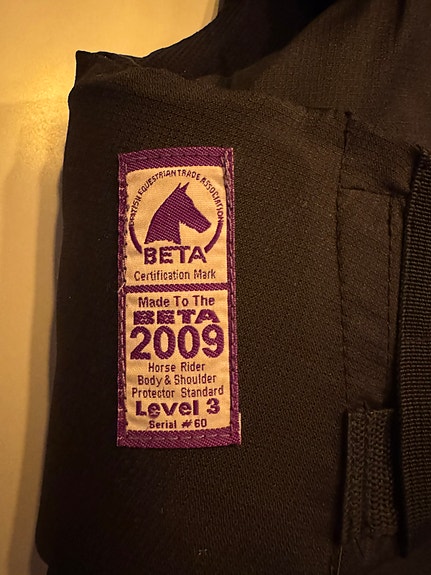 BRITISH EQUESTRIAN TRADE ASSOCIATION
BETA
Certification Mark
Made To The
BETA
2009
Horse Rider
Body & Shoulder
Protector Standard
Level 3
Serial #60